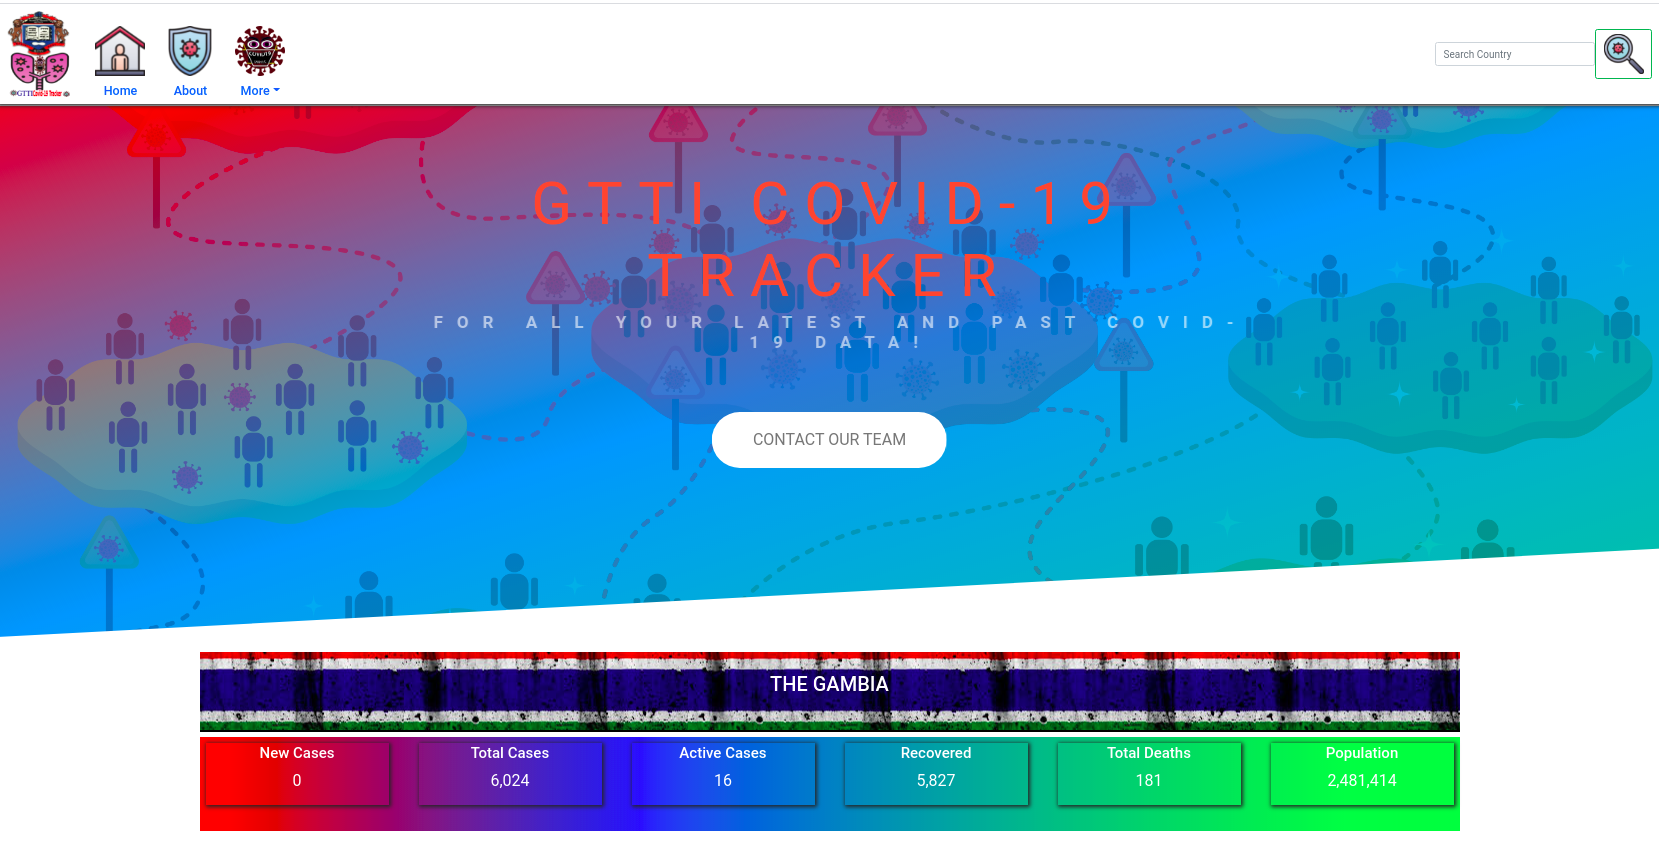 GTTI Covid-19 Tracker
Home
About
More
Search Country
GTTI COVID-19
TRACKER
FOR ALL YOUR LATEST AND PAST COVID-
19 DATA!
CONTACT OUR TEAM
THE GAMBIA
New Cases
0
Total Cases
6,024
Active Cases
16
Recovered
5,827
Total Deaths
181
Population
2,481,414